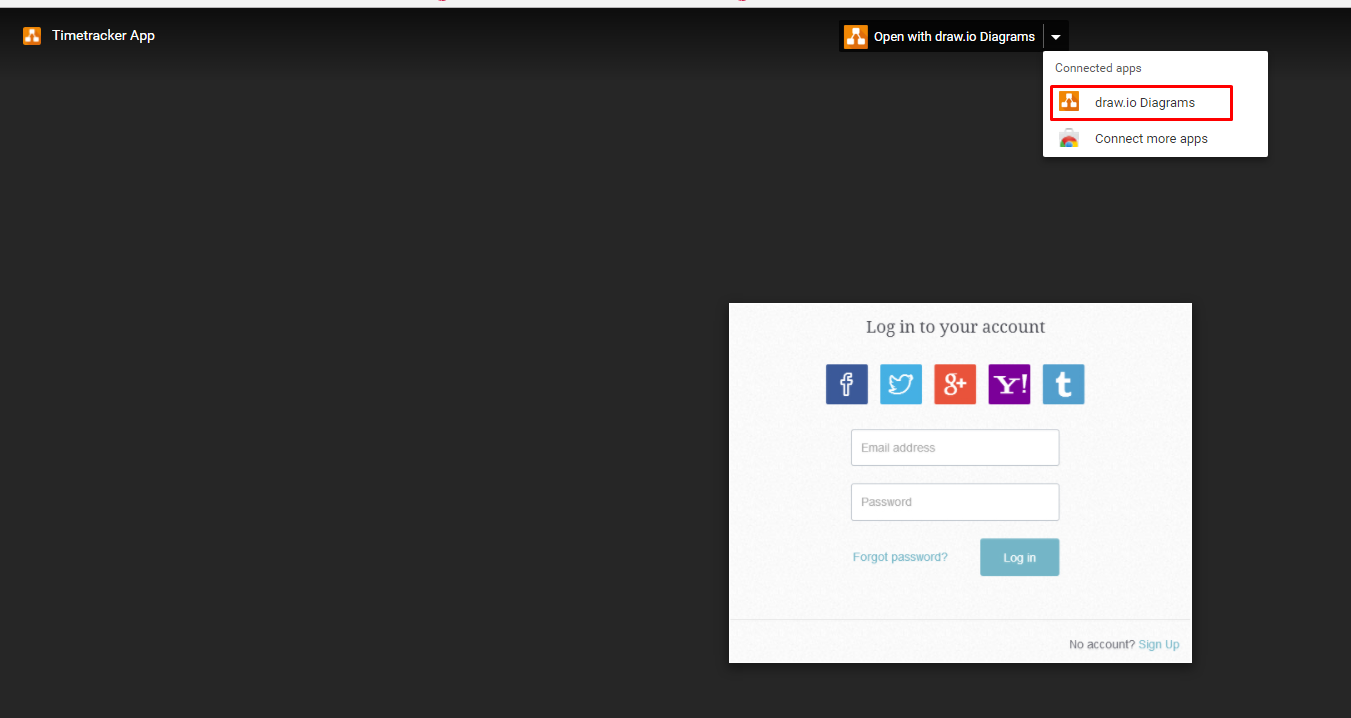 Timetracker App
Open with draw.io Diagrams
Connected apps
draw.io Diagrams
Connect more apps
Log in to your account
f g+ Y! t
Email address
Password
Forgot password? Log in
No account? Sign Up